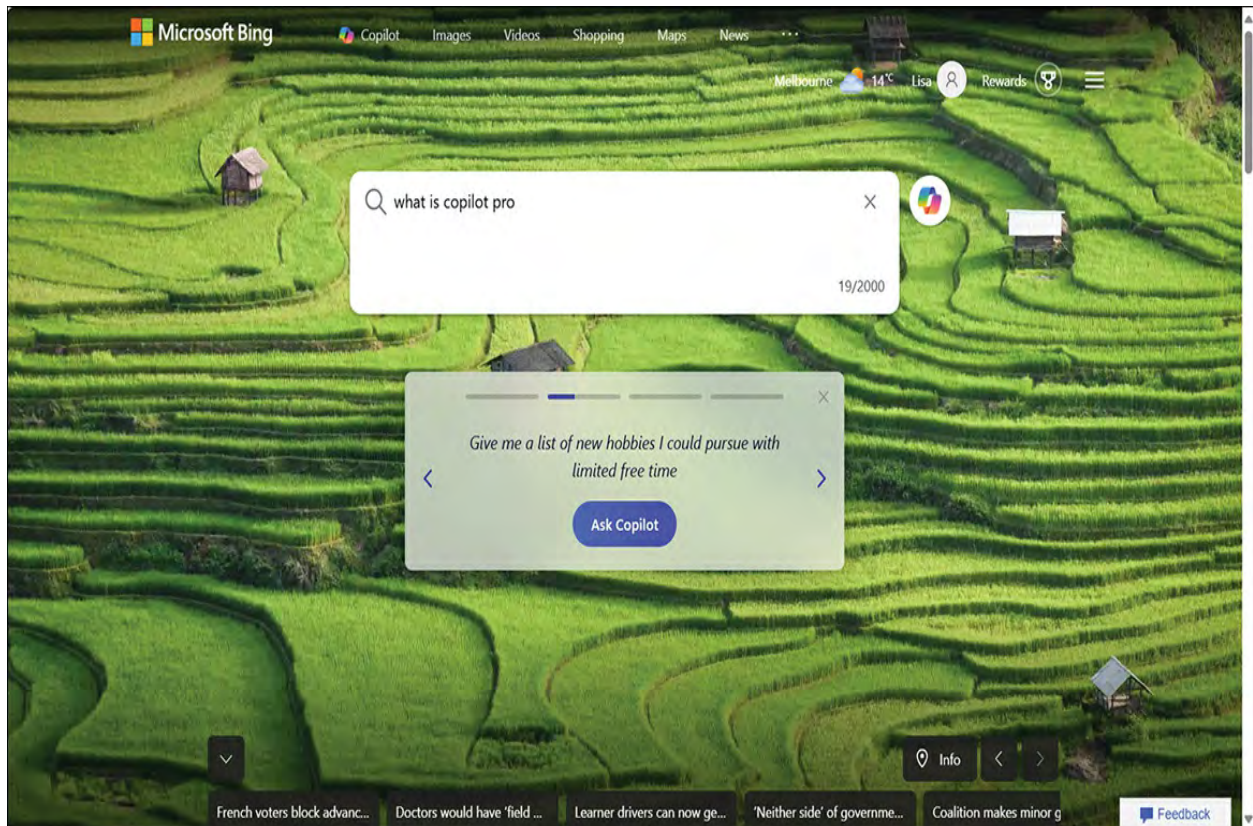 Microsoft Bing Copilot Images Videos Shopping Maps News ...
Melbourne 14°C Lisa Rewards
what is copilot pro
19/2000
Give me a list of new hobbies I could pursue with
limited free time
Ask Copilot
Info
French voters block advanc... Doctors would have 'field ... Learner drivers can now ge... 'Neither side' of governme... Coalition makes minor g
Feedback